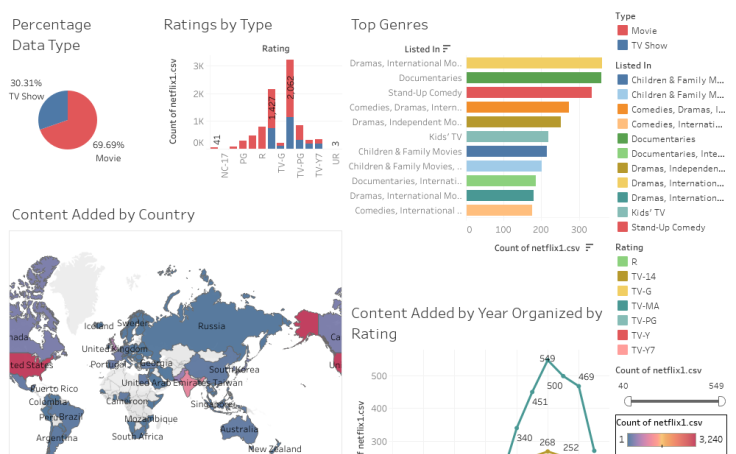 Percentage
Data Type
30.31%
TV Show
69.69%
Movie
Ratings by Type
Rating
Count of netflix1.csv
3K
2K
1K
0K
41
1,427
2,062
3
NC-17
PG
R
TV-G
TV-PG
TV-Y7
UR
Top Genres
Listed In
Dramas, International Mo..
Documentaries
Stand-Up Comedy
Comedies, Dramas, Intern..
Dramas, Independent Mo..
Kids' TV
Children & Family Movies
Children & Family Movies, ..
Documentaries, Internati..
Dramas, International Mo..
Comedies, International ..
0
100
200
300
Count of netflix1.csv
Type
Movie
TV Show
Listed In
Children & Family M...
Children & Family M...
Comedies, Dramas, I...
Comedies, Internati...
Documentaries
Documentaries, Inte...
Dramas, Independen...
Dramas, Internation...
Dramas, Internation...
Kids' TV
Stand-Up Comedy
Rating
R
TV-14
TV-G
TV-MA
TV-PG
TV-Y
TV-Y7
Count of netflix1.csv
40
549
Count of netflix1.csv
1
3,240
Content Added by Country
Iceland
Sweden
Russia
nada
Ca
United Kingdom
Portugal
Georgia
ted States
Un
South Korea
United Arab Emirates
Taiwan
Puerto Rico
Colombia
Cameroon
Singapore
Peru
Brazil
Mozambique
Argentina
South Africa
Australia
New Zealand
Content Added by Year Organized by
Rating
f netflix1.csv
500
400
300
549
500
469
451
340
268
252